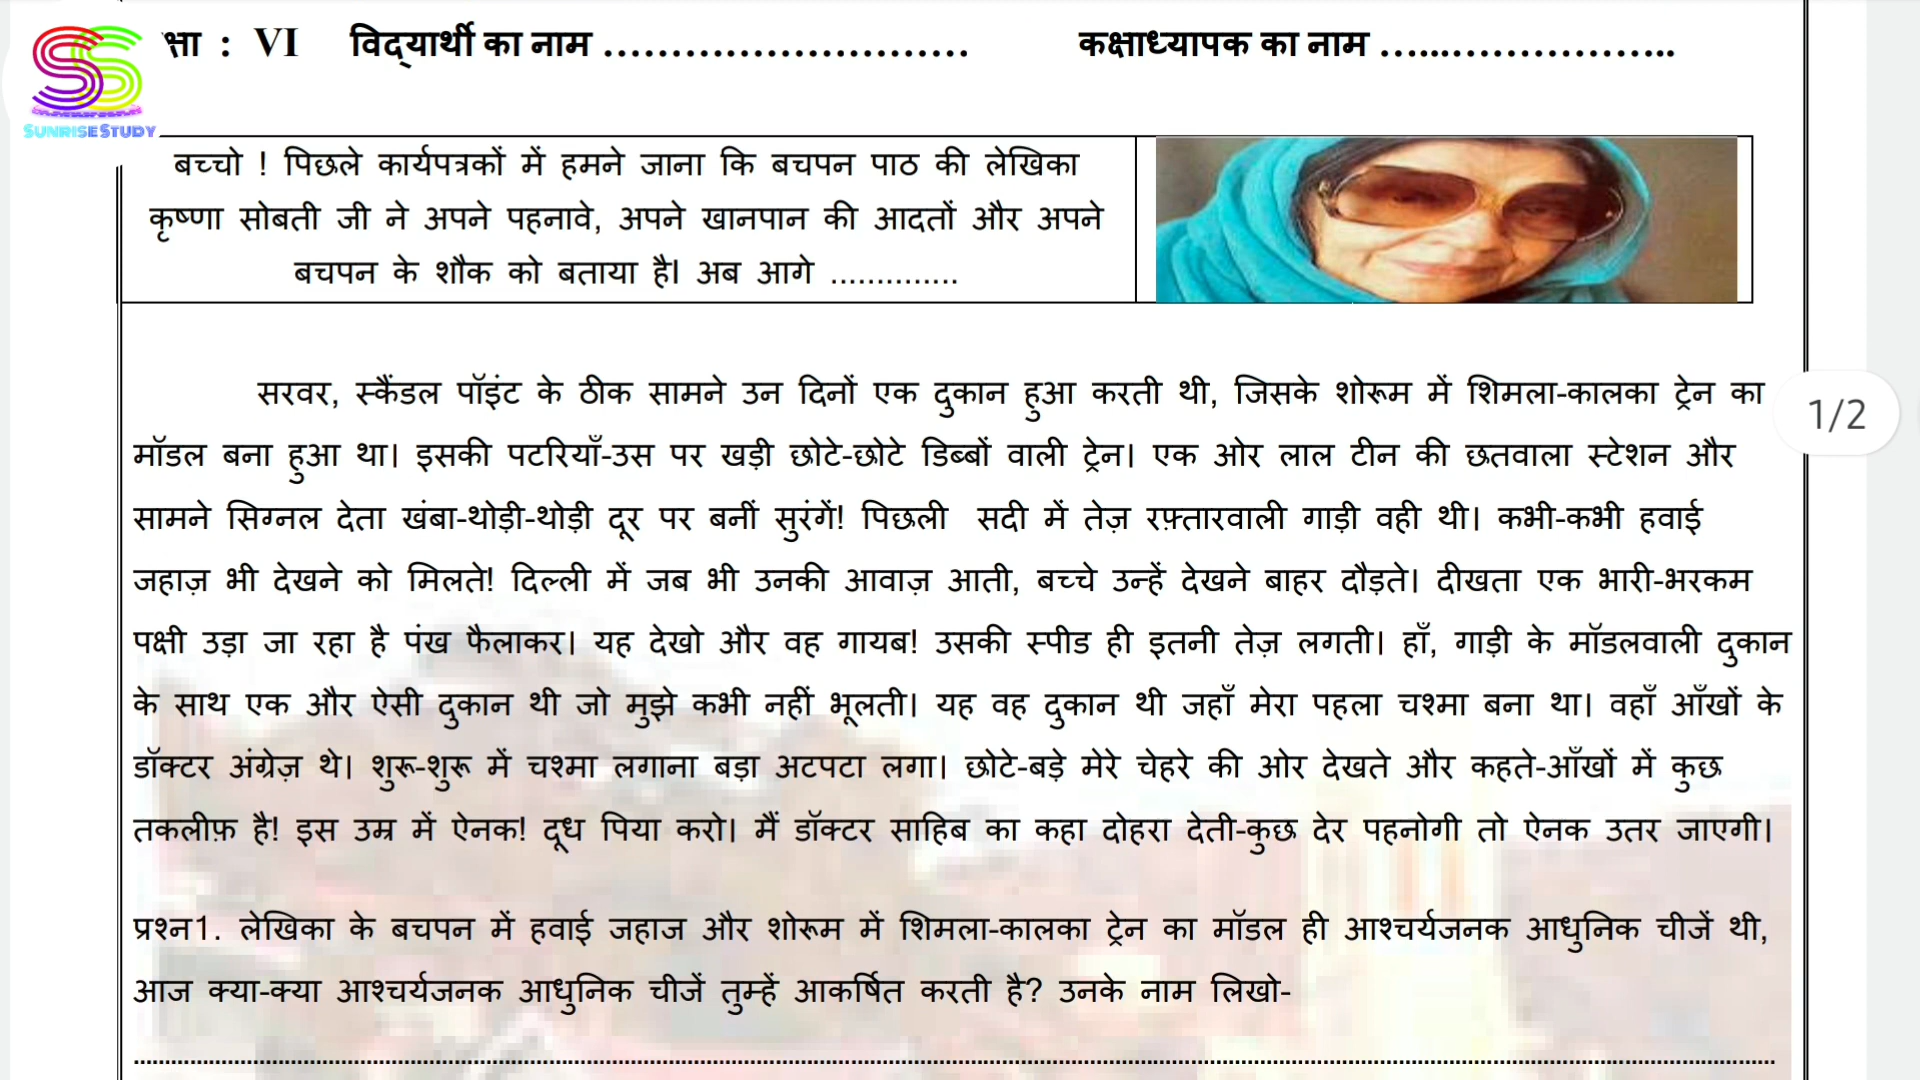 क्षा : VI विद्यार्थी का नाम ........................... कक्षाध्यापक का नाम ......................
SUNRISE STUDY
बच्चो ! पिछले कार्यपत्रकों में हमने जाना कि बचपन पाठ की लेखिका
कृष्णा सोबती जी ने अपने पहनावे, अपने खानपान की आदतों और अपने
बचपन के शौक को बताया है। अब आगे ..............
सरवर, स्कैंडल पॉइंट के ठीक सामने उन दिनों एक दुकान हुआ करती थी, जिसके शोरूम में शिमला-कालका ट्रेन का
1/2
मॉडल बना हुआ था। इसकी पटरियाँ-उस पर खड़ी छोटे-छोटे डिब्बों वाली ट्रेन। एक ओर लाल टीन की छतवाला स्टेशन और
सामने सिग्नल देता खंबा-थोड़ी-थोड़ी दूर पर बनीं सुरंगें! पिछली सदी में तेज़ रफ़्तारवाली गाड़ी वही थी। कभी-कभी हवाई
जहाज़ भी देखने को मिलते! दिल्ली में जब भी उनकी आवाज़ आती, बच्चे उन्हें देखने बाहर दौड़ते। दीखता एक भारी-भरकम
पक्षी उड़ा जा रहा है पंख फैलाकर। यह देखो और वह गायब! उसकी स्पीड ही इतनी तेज़ लगती। हाँ, गाड़ी के मॉडलवाली दुकान
के साथ एक और ऐसी दुकान थी जो मुझे कभी नहीं भूलती। यह वह दुकान थी जहाँ मेरा पहला चश्मा बना था। वहाँ आँखों के
डॉक्टर अंग्रेज़ थे। शुरू-शुरू में चश्मा लगाना बड़ा अटपटा लगा। छोटे-बड़े मेरे चेहरे की ओर देखते और कहते-आँखों में कुछ
तकलीफ़ है! इस उम्र में ऐनक! दूध पिया करो। मैं डॉक्टर साहिब का कहा दोहरा देती-कुछ देर पहनोगी तो ऐनक उतर जाएगी।
प्रश्न1. लेखिका के बचपन में हवाई जहाज और शोरूम में शिमला-कालका ट्रेन का मॉडल ही आश्चर्यजनक आधुनिक चीजें थी,
आज क्या-क्या आश्चर्यजनक आधुनिक चीजें तुम्हें आकर्षित करती है? उनके नाम लिखो-